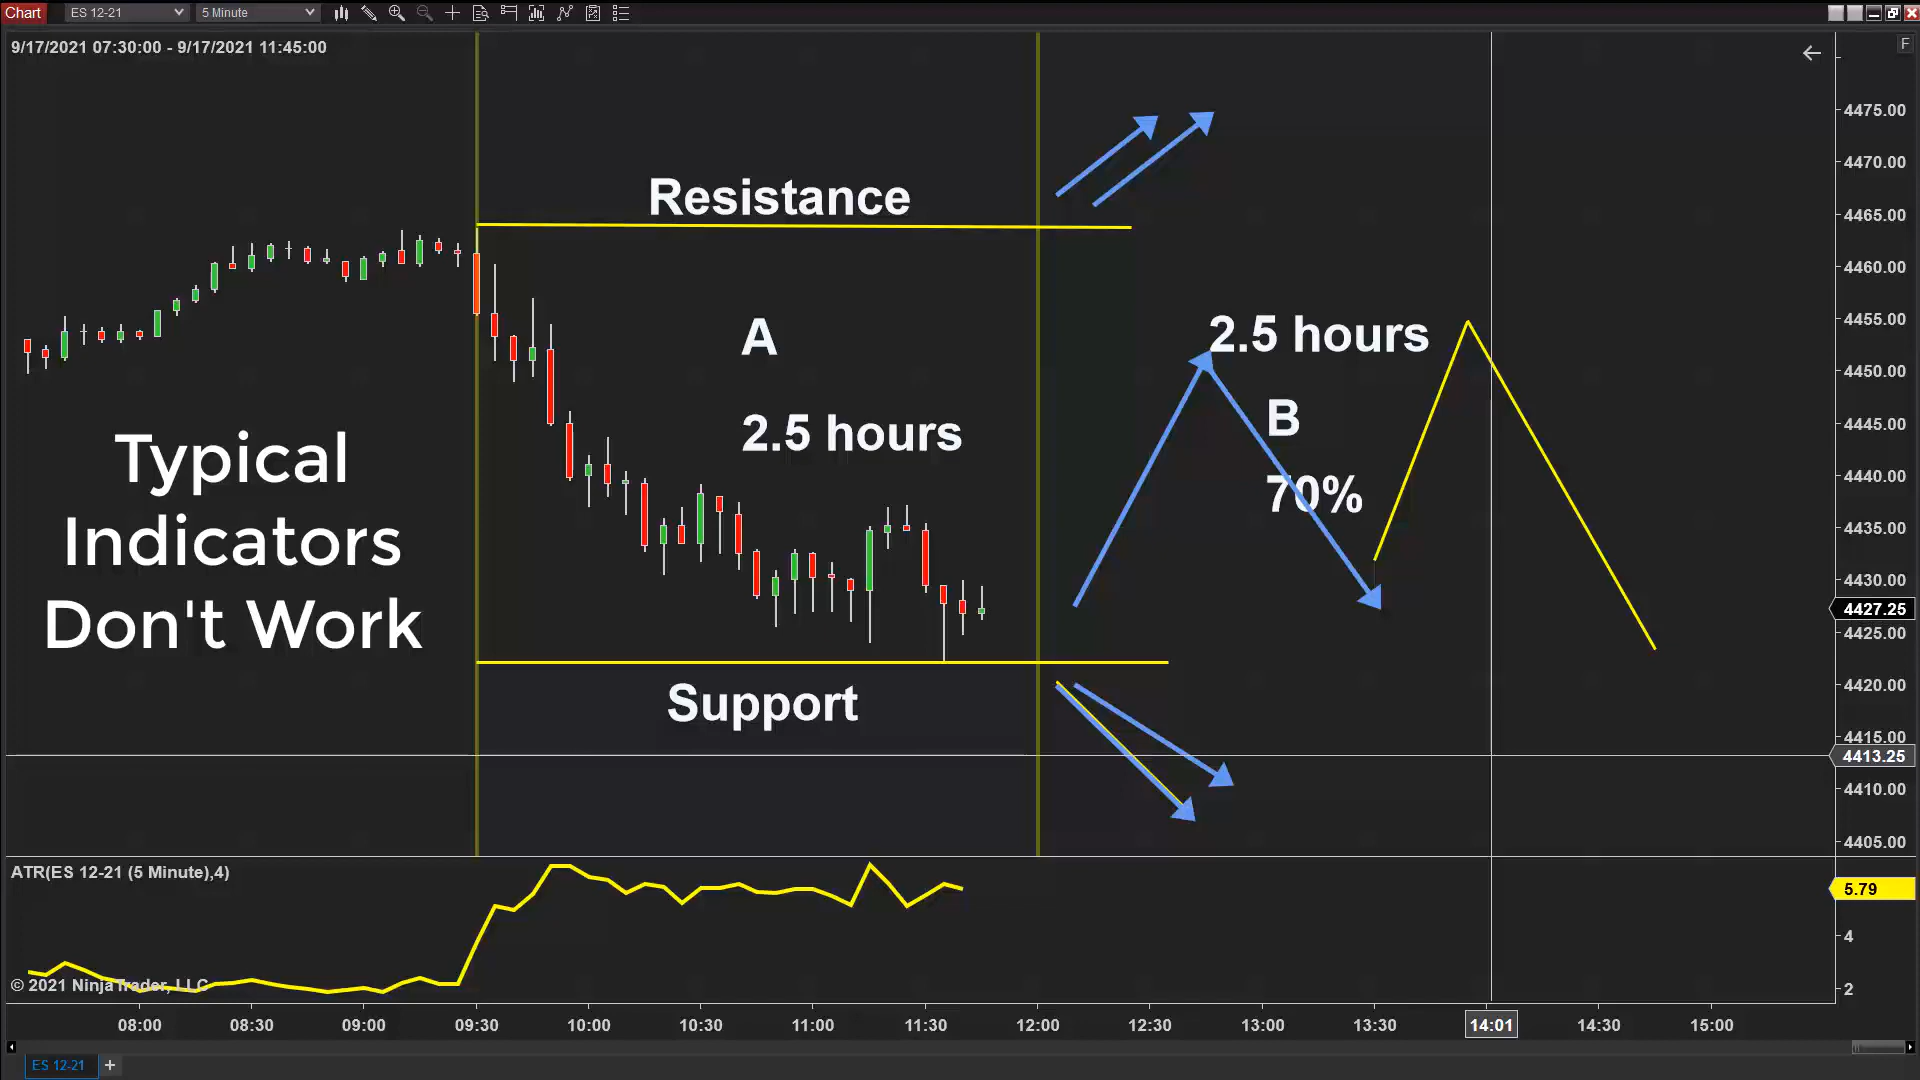 Chart
ES 12-21
5 Minute
9/17/2021 07:30:00 - 9/17/2021 11:45:00
F
4475.00
4470.00
4465.00
4460.00
4455.00
4450.00
4445.00
4440.00
4435.00
4430.00
4427.25
4425.00
4420.00
4415.00
4413.25
4410.00
4405.00
Resistance
A
2.5 hours
2.5 hours
B
70%
Typical
Indicators
Don't Work
Support
ATR(ES 12-21 (5 Minute),4)
5.79
4
2
© 2021 NinjaTrader, LLC
08:00 08:30 09:00 09:30 10:00 10:30 11:00 11:30 12:00 12:30 13:00 13:30 14:01 14:30 15:00
ES 12-21 +